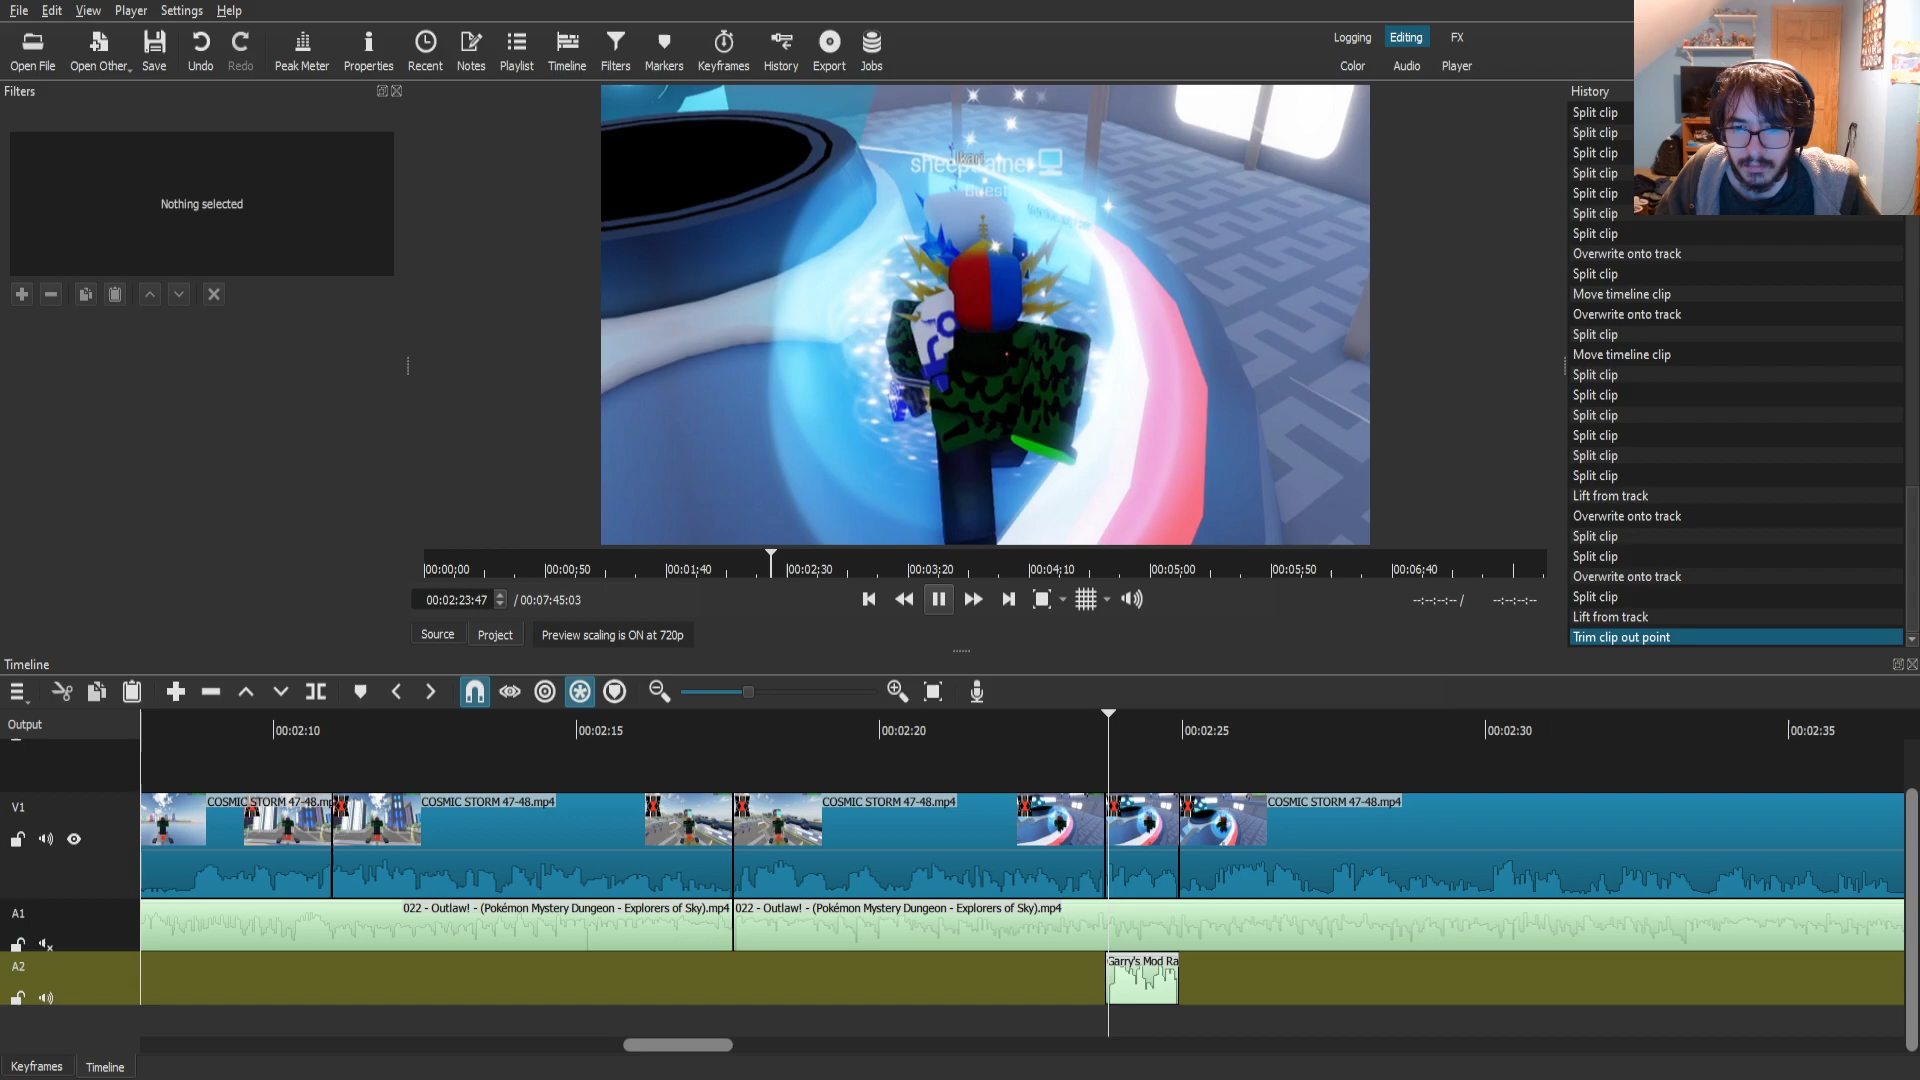 File Edit View Player Settings Help
Open File Open Other... Save Undo Redo Peak Meter Properties Recent Notes Playlist Timeline Filters Markers Keyframes History Export Jobs
Logging Editing FX
Color Audio Player
Filters
Nothing selected
sheeptrainer
Guest
History
Split clip
Split clip
Split clip
Split clip
Split clip
Split clip
Split clip
Overwrite onto track
Split clip
Move timeline clip
Overwrite onto track
Split clip
Move timeline clip
Split clip
Split clip
Split clip
Split clip
Split clip
Split clip
Lift from track
Overwrite onto track
Split clip
Split clip
Overwrite onto track
Split clip
Lift from track
Trim clip out point
00:00:00 00:00:50 00:01:40 00:02:30 00:03:20 00:04:10 00:05:00 00:05:50 00:06:40
00:02:23:47 / 00:07:45:03 --:--:--:-- / --:--:--:--
Source Project Preview scaling is ON at 720p
Timeline
Output
00:02:10 00:02:15 00:02:20 00:02:25 00:02:30 00:02:35
V1
COSMIC STORM 47-48.mp COSMIC STORM 47-48.mp4 COSMIC STORM 47-48.mp4 COSMIC STORM 47-48.mp4
A1
022 - Outlaw! - (Pokémon Mystery Dungeon - Explorers of Sky).mp4 022 - Outlaw! - (Pokémon Mystery Dungeon - Explorers of Sky).mp4
A2
Garry's Mod Ra
Keyframes Timeline